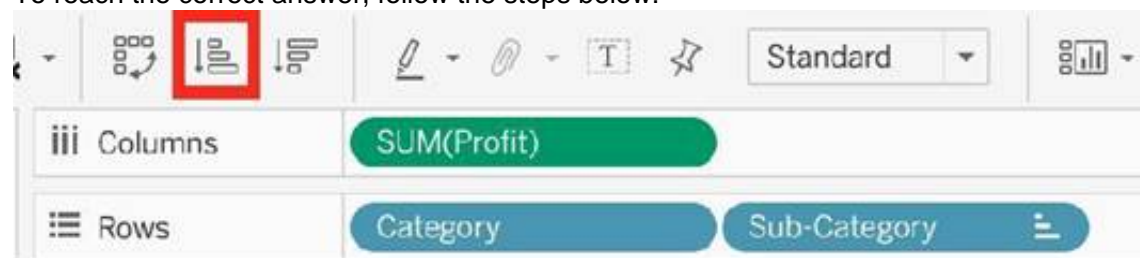 To reach the correct answer, follow the steps below:
Standard
Columns SUM(Profit)
Rows Category Sub-Category